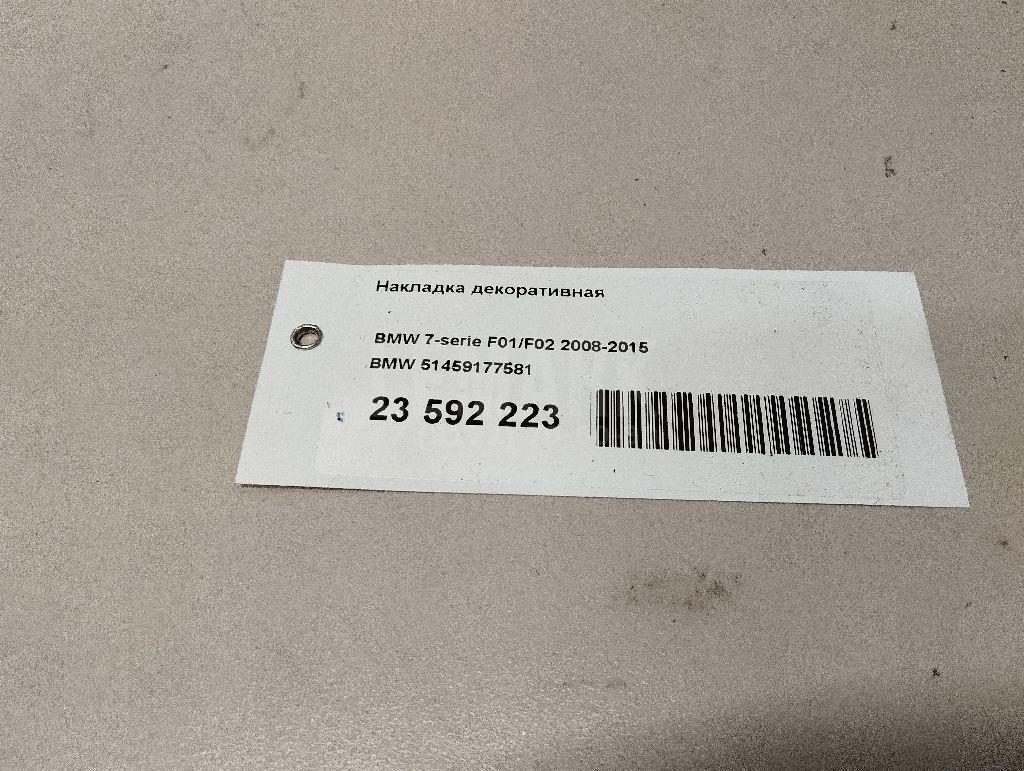 Накладка декоративная
BMW 7-serie F01/F02 2008-2015
BMW 51459177581
23 592 223